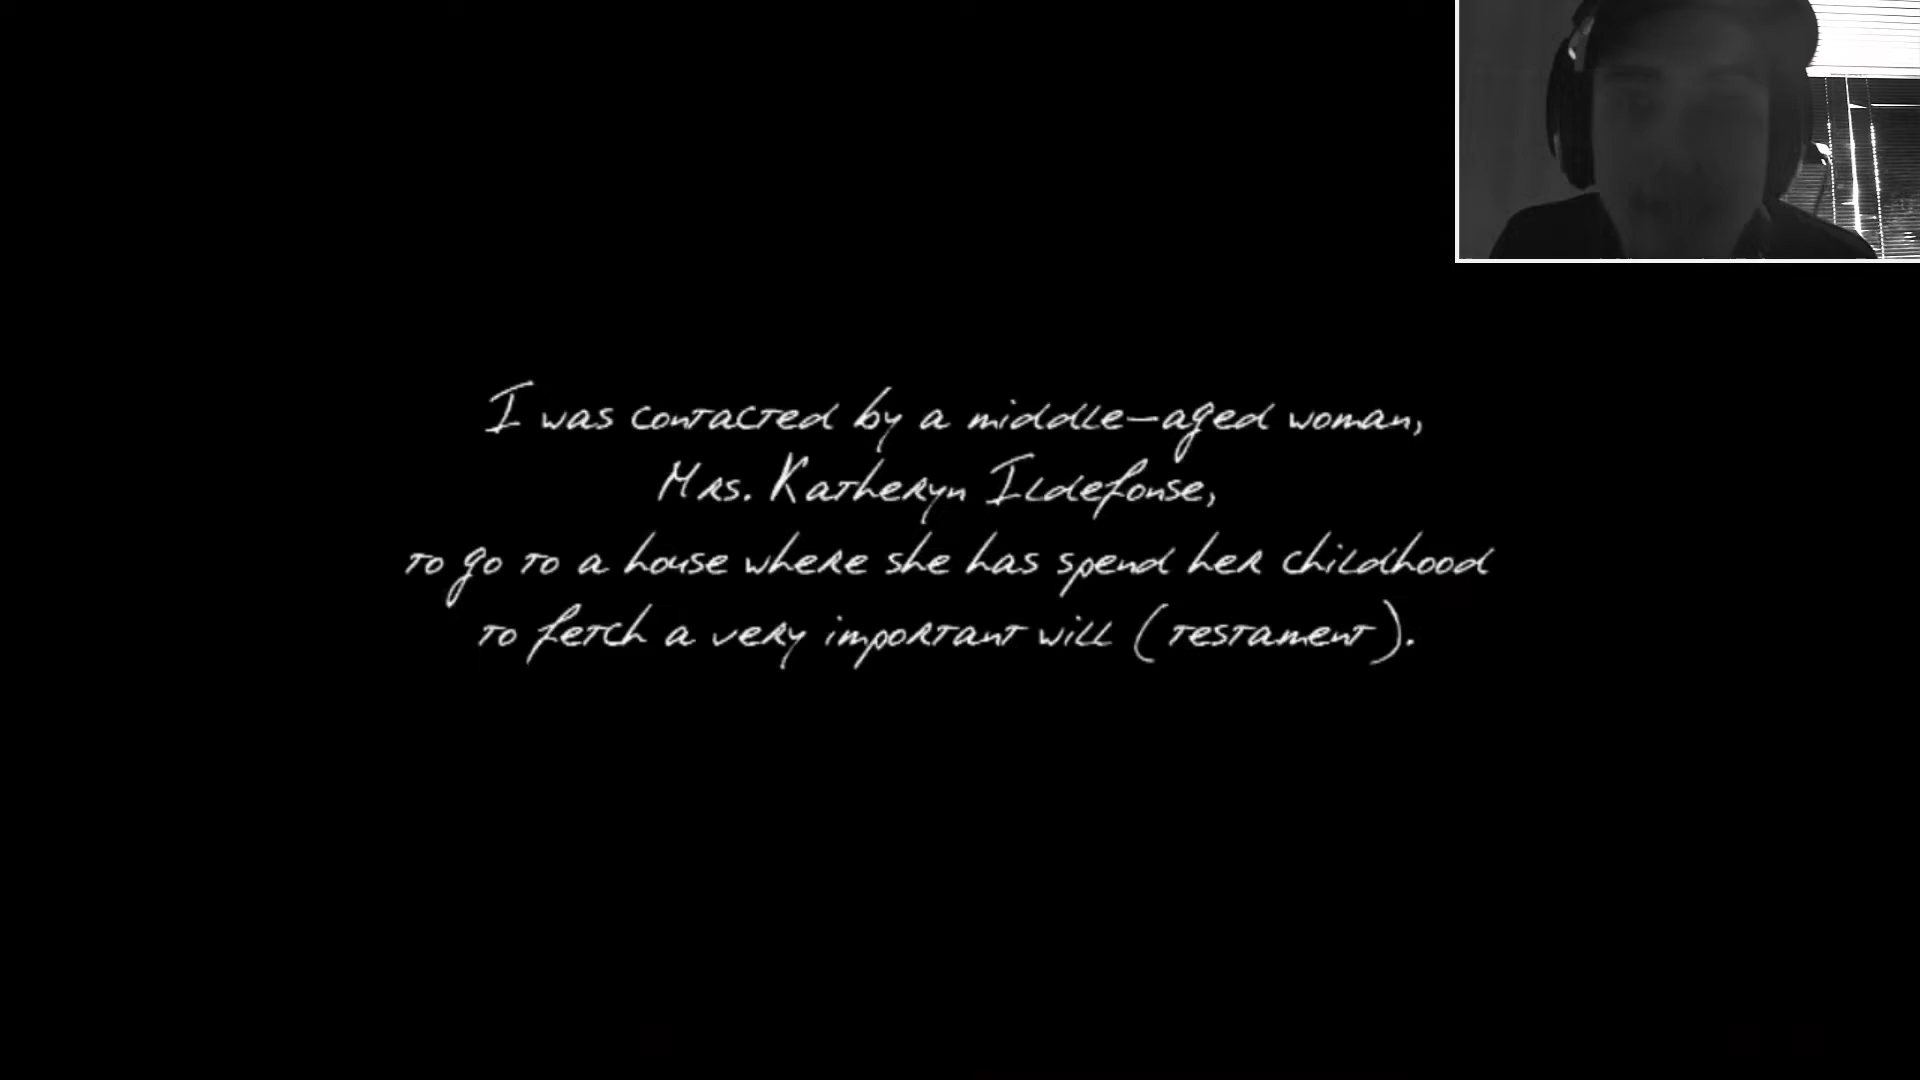 I was contacted by a middle-aged woman,
Mrs. Katheryn Ildefonse,
to go to a house where she has spend her childhood
to fetch a very important will (testament).